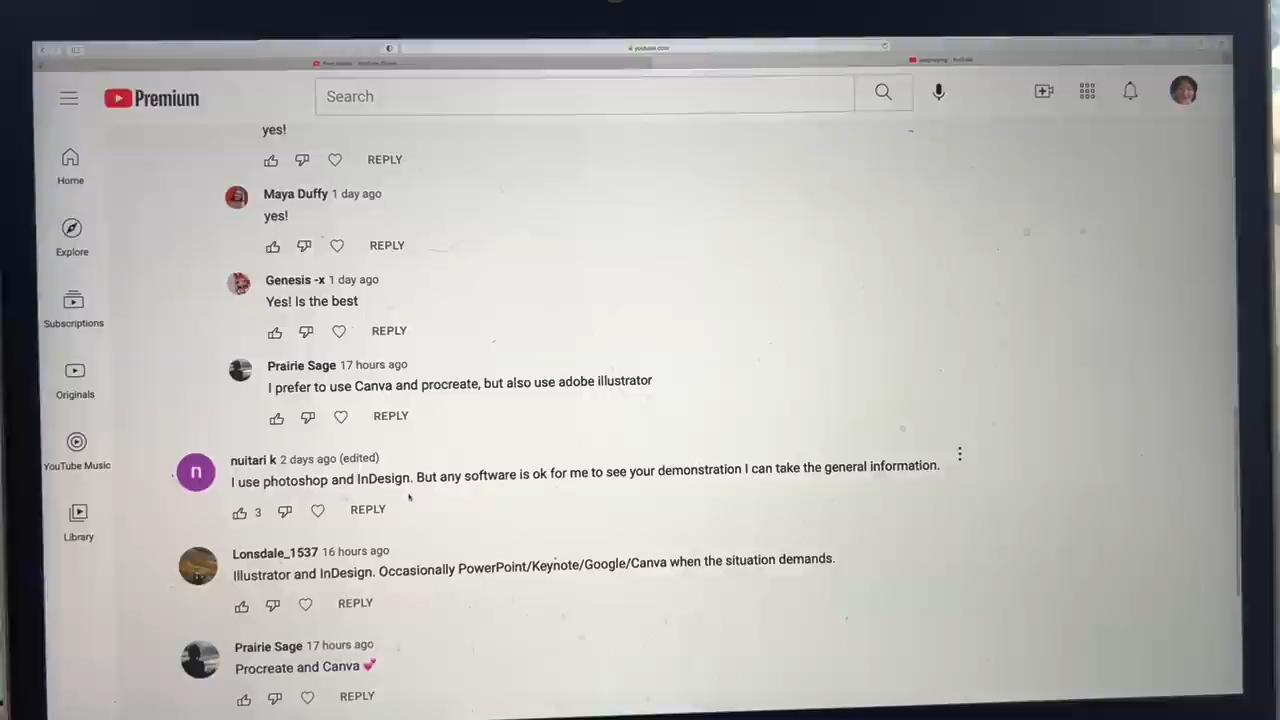 youtube.com
Premium
Search
yes!
REPLY
Home
Maya Duffy 1 day ago
yes!
REPLY
Explore
Genesis -x 1 day ago
Yes! Is the best
REPLY
Subscriptions
Prairie Sage 17 hours ago
I prefer to use Canva and procreate, but also use adobe illustrator
REPLY
Originals
n
nuitari k 2 days ago (edited)
I use photoshop and InDesign. But any software is ok for me to see your demonstration I can take the general information.
3 REPLY
YouTube Music
Library
Lonsdale_1537 16 hours ago
Illustrator and InDesign. Occasionally PowerPoint/Keynote/Google/Canva when the situation demands.
REPLY
Prairie Sage 17 hours ago
Procreate and Canva 💕
REPLY